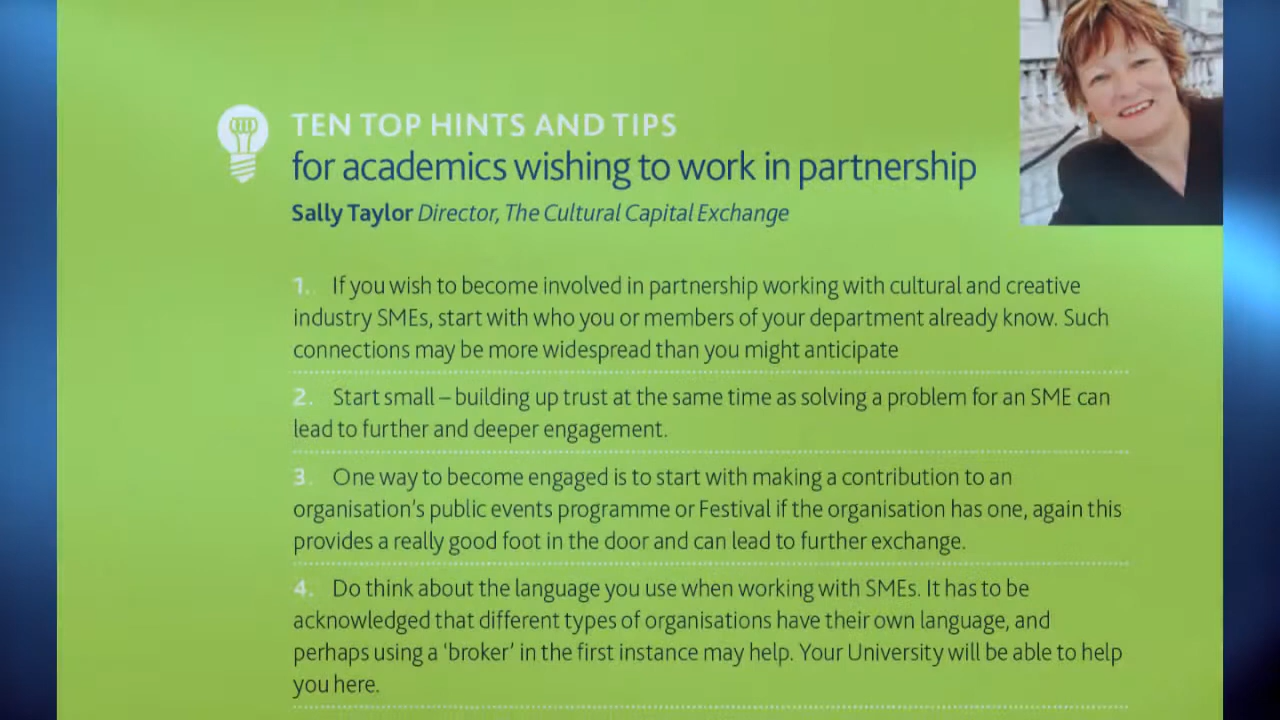 TEN TOP HINTS AND TIPS
for academics wishing to work in partnership
Sally Taylor Director, The Cultural Capital Exchange
1. If you wish to become involved in partnership working with cultural and creative
industry SMEs, start with who you or members of your department already know. Such
connections may be more widespread than you might anticipate
2. Start small – building up trust at the same time as solving a problem for an SME can
lead to further and deeper engagement.
3. One way to become engaged is to start with making a contribution to an
organisation's public events programme or Festival if the organisation has one, again this
provides a really good foot in the door and can lead to further exchange.
4. Do think about the language you use when working with SMEs. It has to be
acknowledged that different types of organisations have their own language, and
perhaps using a 'broker' in the first instance may help. Your University will be able to help
you here.